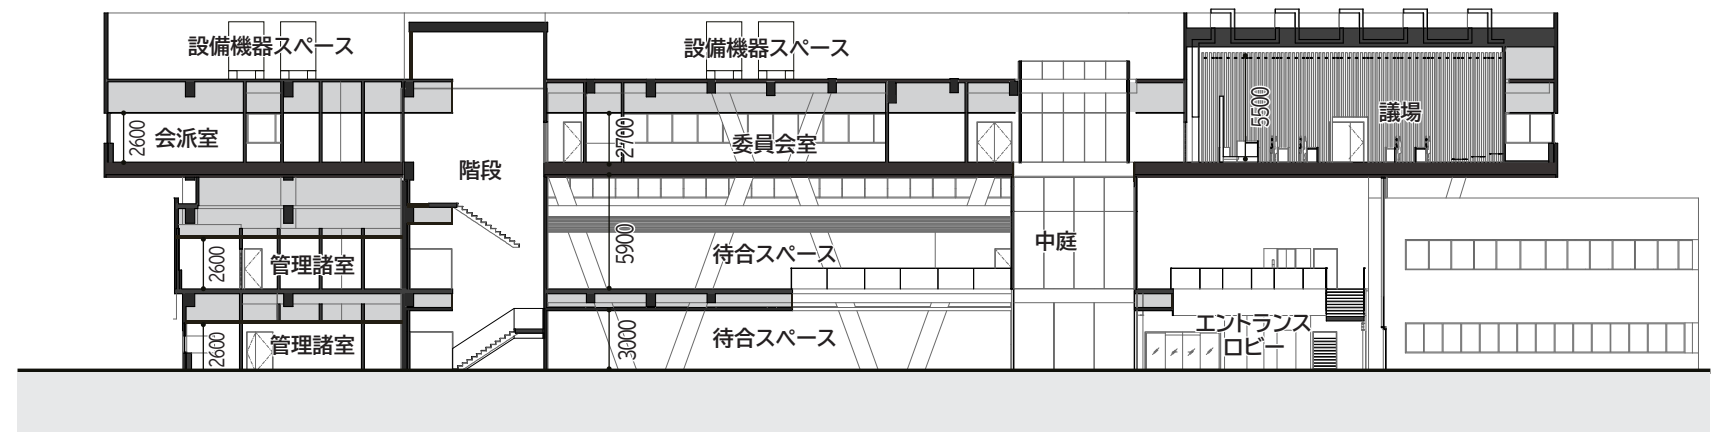 設備機器スペース
設備機器スペース
2600
会派室
階段
2700
委員会室
5500
議場
2600
管理諸室
5900
待合スペース
中庭
2600
管理諸室
3000
待合スペース
エントランス
ロビー